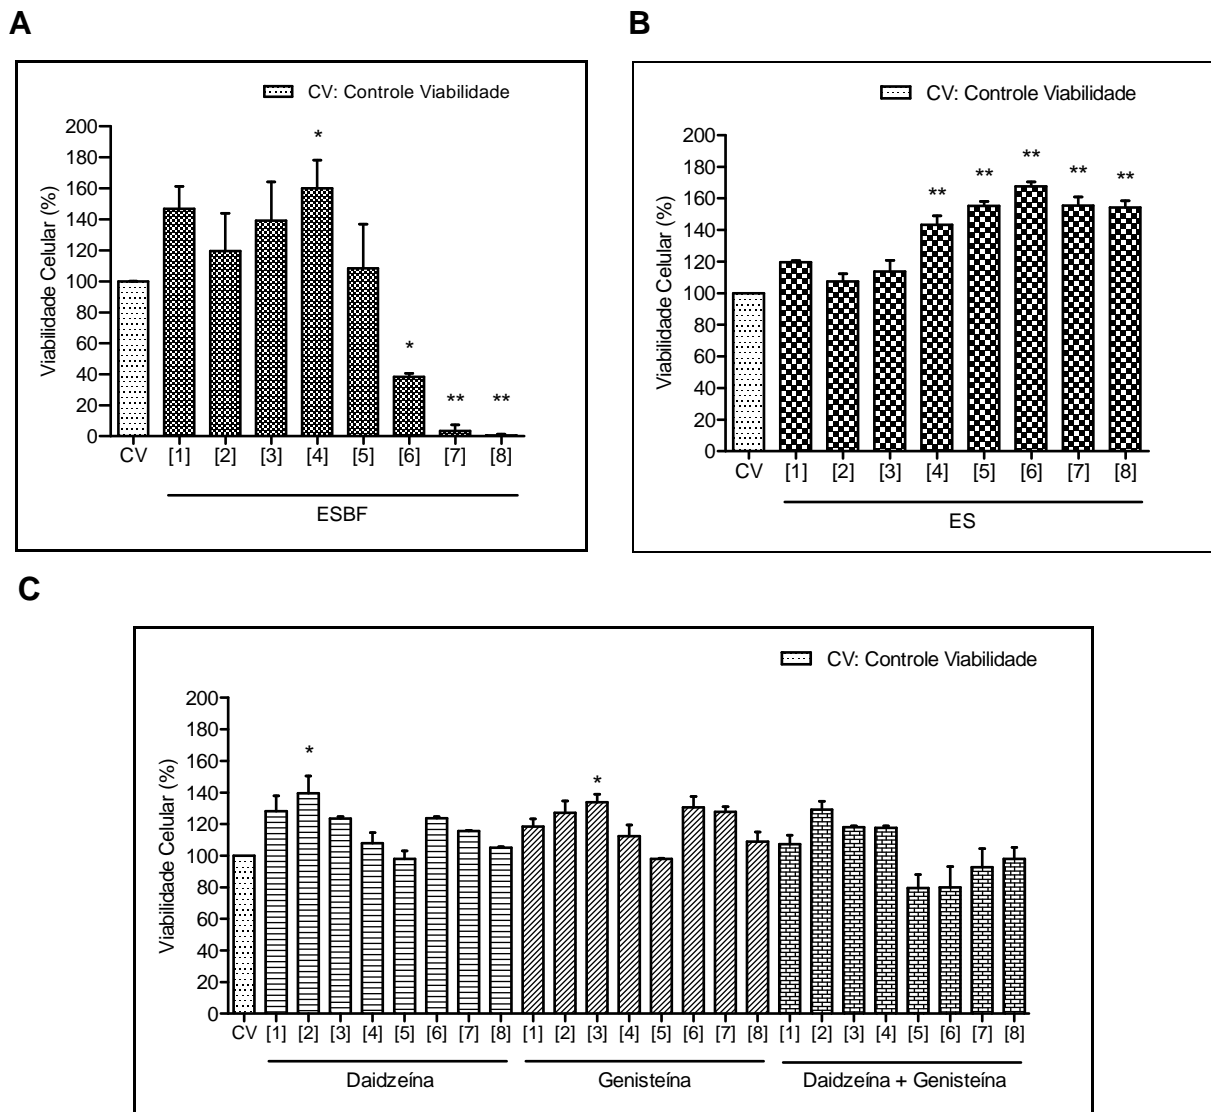 A
CV: Controle Viabilidade
*
*
**
**
Viabilidade Celular (%)
200
180
160
140
120
100
80
60
40
20
0
CV [1] [2] [3] [4] [5] [6] [7] [8]
ESBF
B
CV: Controle Viabilidade
**
**
**
**
**
Viabilidade Celular (%)
200
180
160
140
120
100
80
60
40
20
0
CV [1] [2] [3] [4] [5] [6] [7] [8]
ES
C
CV: Controle Viabilidade
*
*
Viabilidade Celular (%)
200
180
160
140
120
100
80
60
40
20
0
CV [1] [2] [3] [4] [5] [6] [7] [8] [1] [2] [3] [4] [5] [6] [7] [8] [1] [2] [3] [4] [5] [6] [7] [8]
Daidzeína Genisteína Daidzeína + Genisteína